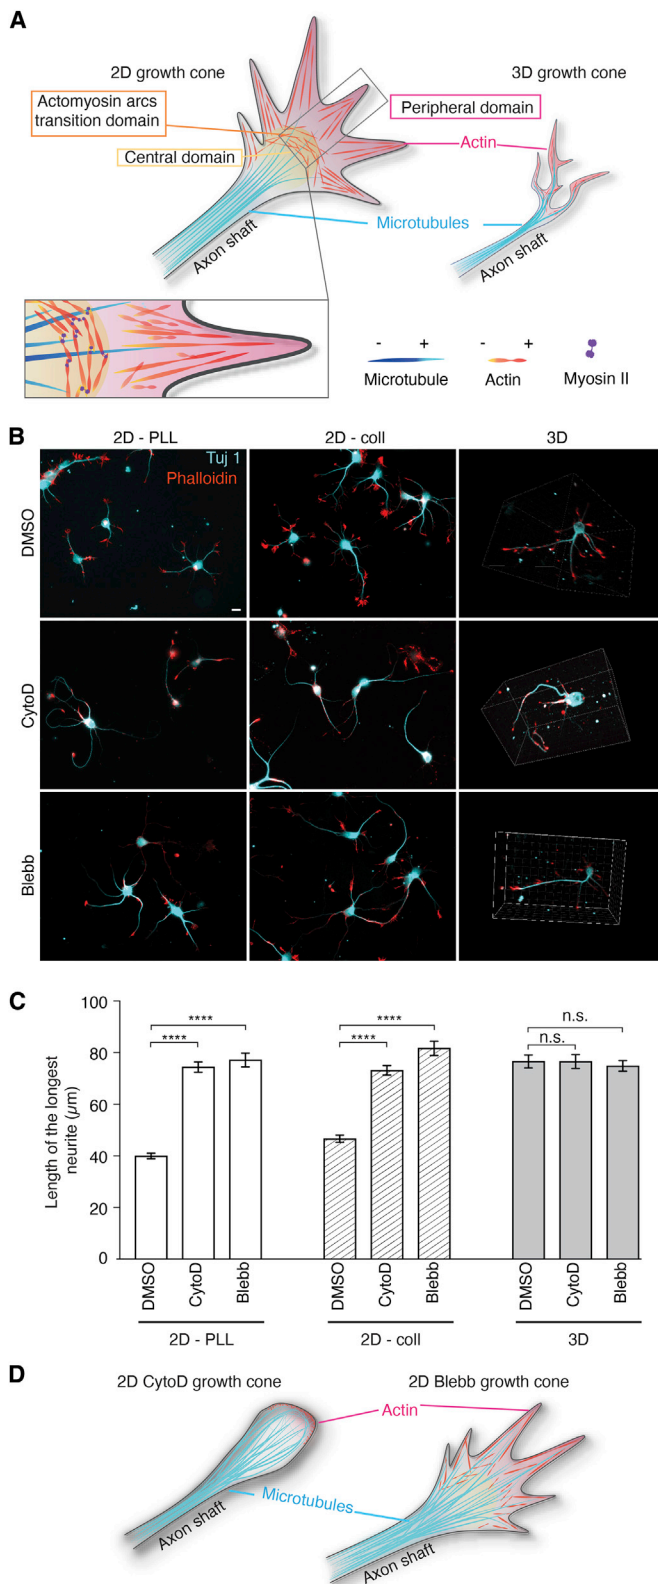 A
2D growth cone
3D growth cone
Actomyosin arcs
transition domain
Peripheral domain
Central domain
Actin
Microtubules
Axon shaft
Axon shaft
- +
- +
Microtubule
Actin
Myosin II
B
2D - PLL
2D - coll
3D
Tuj 1
Phalloidin
DMSO
CytoD
Blebb
C
Length of the longest
neurite (µm)
100
80
60
40
20
0
****
****
****
****
n.s.
n.s.
DMSO
CytoD
Blebb
DMSO
CytoD
Blebb
DMSO
CytoD
Blebb
2D - PLL
2D - coll
3D
D
2D CytoD growth cone
2D Blebb growth cone
Actin
Microtubules
Axon shaft
Axon shaft